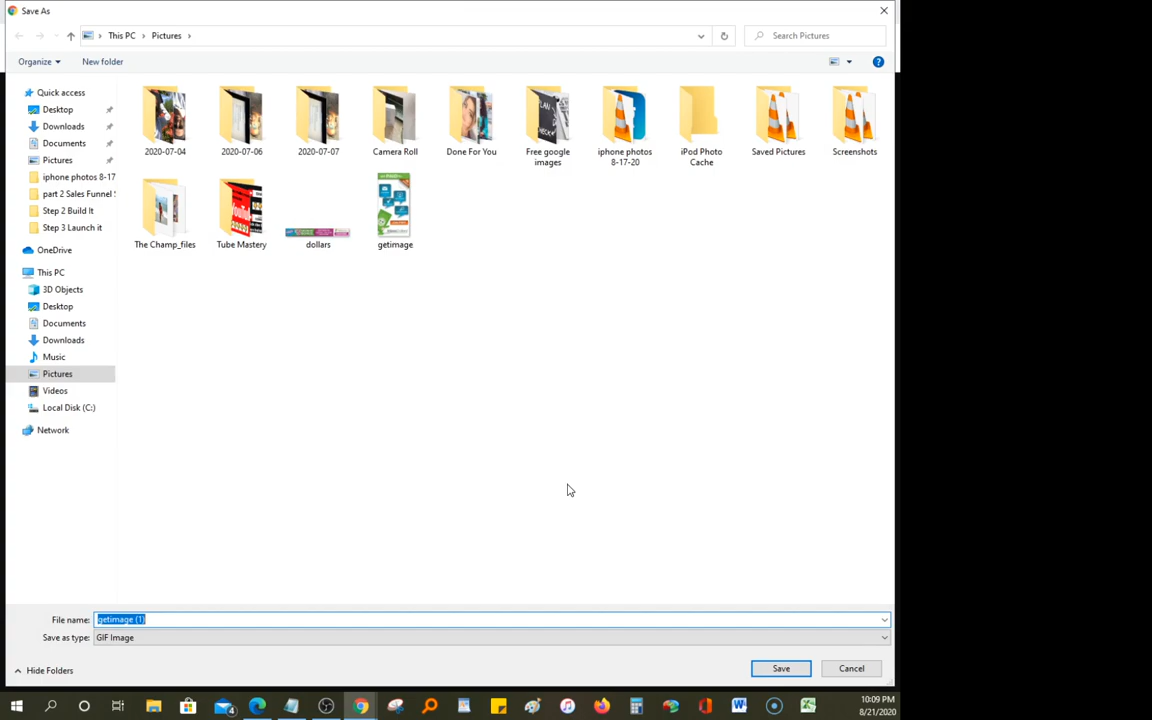 Save As
This PC > Pictures >
Search Pictures
Organize
New folder
Quick access
Desktop
Downloads
Documents
Pictures
iphone photos 8-17
part 2 Sales Funnel
Step 2 Build It
Step 3 Launch it
OneDrive
This PC
3D Objects
Desktop
Documents
Downloads
Music
Pictures
Videos
Local Disk (C:)
Network
2020-07-04
2020-07-06
2020-07-07
Camera Roll
Done For You
Free google
images
iphone photos
8-17-20
iPod Photo
Cache
Saved Pictures
Screenshots
The Champ_files
Tube Mastery
dollars
getimage
File name: getimage (1)
Save as type: GIF Image
Hide Folders
Save
Cancel
10:09 PM
8/21/2020